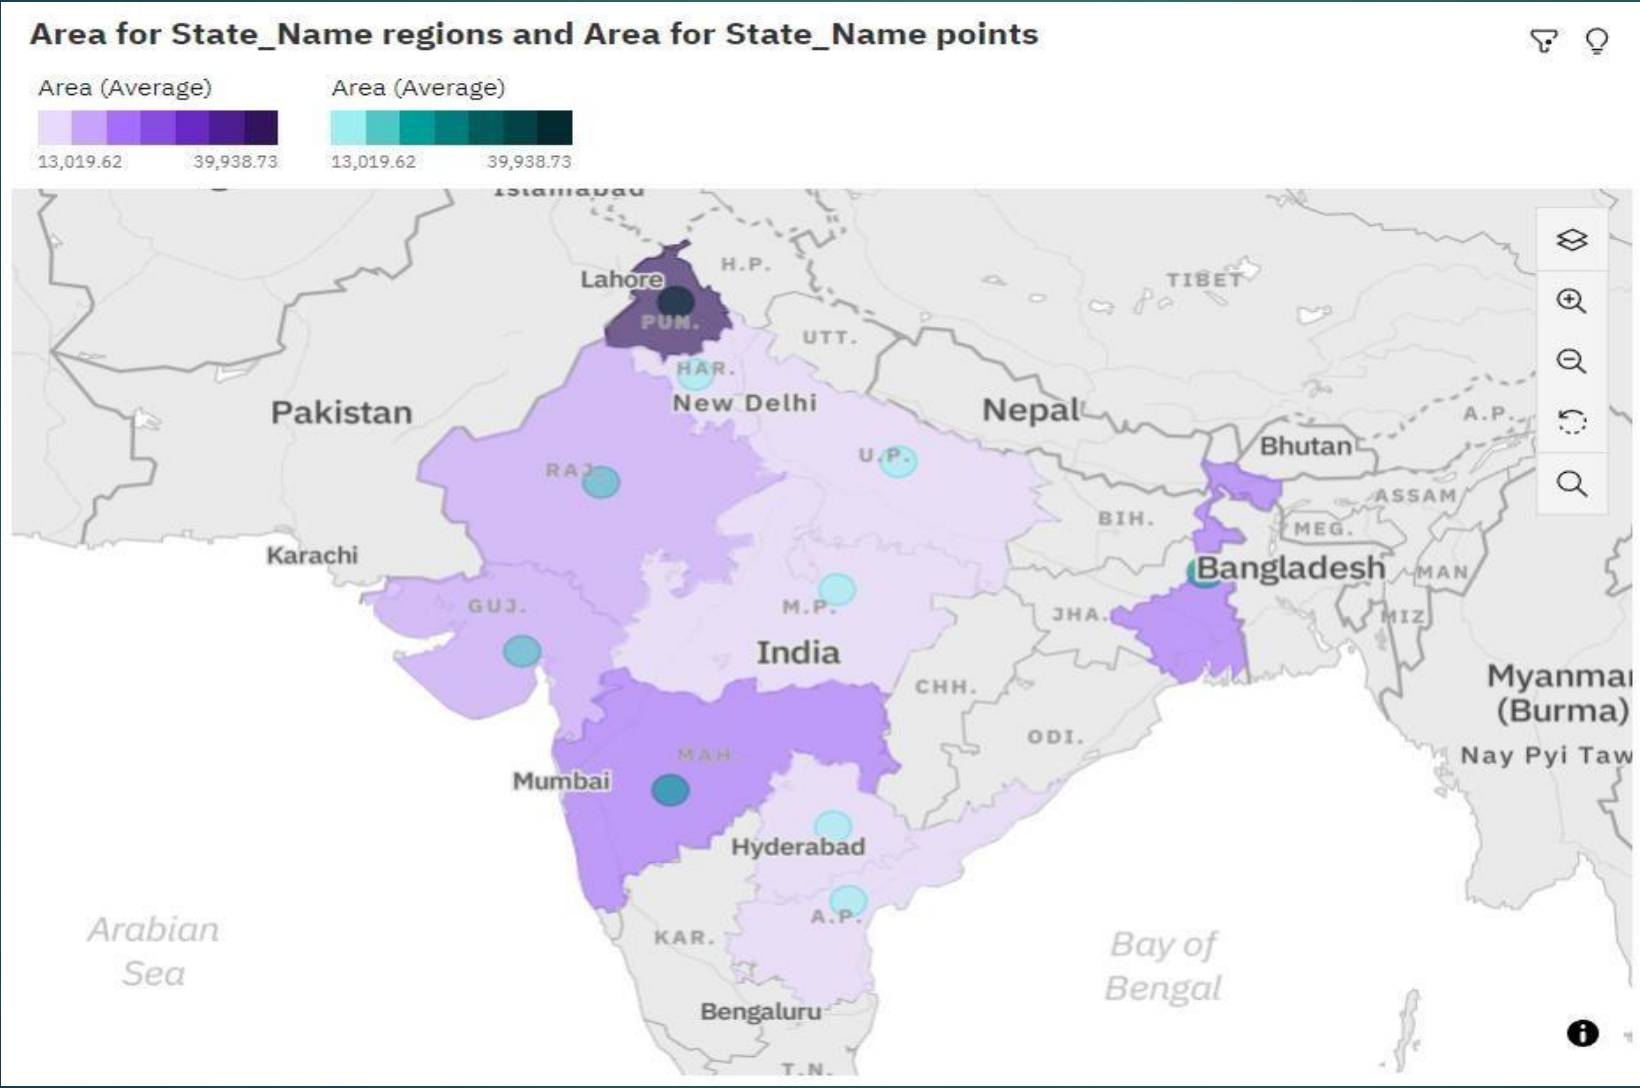 Area for State_Name regions and Area for State_Name points
Area (Average)
13,019.62 39,938.73
Area (Average)
13,019.62 39,938.73
Islamabad
Lahore
H.P.
TIBET
PUN.
UTT.
HAR.
New Delhi
Pakistan
Nepal
A.P.
Bhutan
RAJ.
U.P.
ASSAM
BIH.
MEG.
Karachi
Bangladesh
MAN
GUJ.
M.P.
JHA.
MIZ
India
CHH.
Myanmar
(Burma)
ODI.
MAH.
Nay Pyi Taw
Mumbai
Hyderabad
A.P.
Arabian
Sea
KAR.
Bay of
Bengal
Bengaluru
T.N.